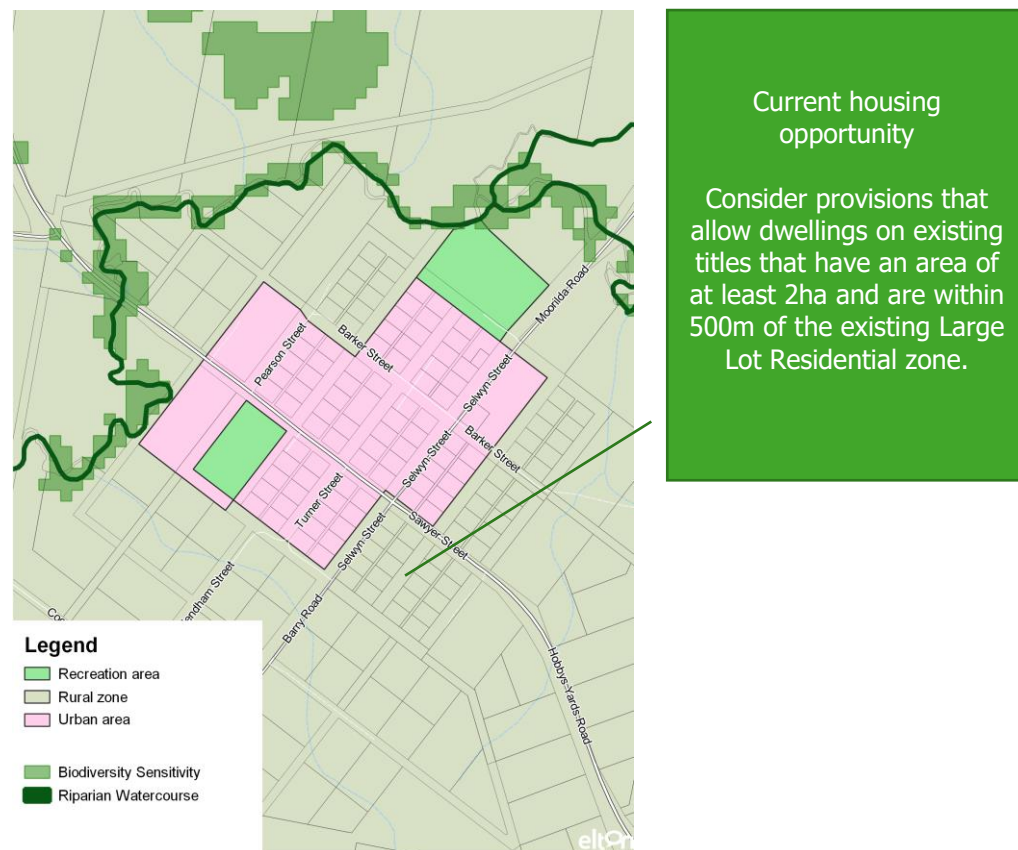 Current housing
opportunity
Consider provisions that
allow dwellings on existing
titles that have an area of
at least 2ha and are within
500m of the existing Large
Lot Residential zone.
Moorilda Road
Pearson Street
Barker Street
Selwyn Street
Selwyn Street
Barker Street
Turner Street
Selwyn Street
Sawyer Street
endham Street
Barry Road
Hobbys Yards Road
Legend
Recreation area
Rural zone
Urban area
Biodiversity Sensitivity
Riparian Watercourse